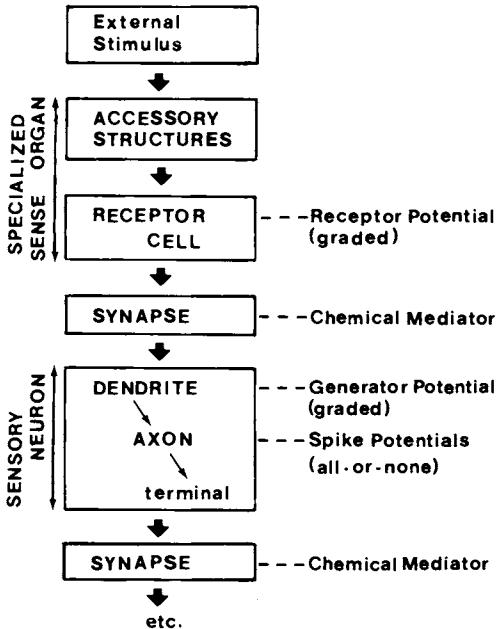 External
Stimulus
SPECIALIZED
SENSE ORGAN
ACCESSORY
STRUCTURES
RECEPTOR
CELL
Receptor Potential
(graded)
SYNAPSE
Chemical Mediator
SENSORY
NEURON
DENDRITE
Generator Potential
(graded)
AXON
Spike Potentials
(all-or-none)
terminal
SYNAPSE
Chemical Mediator
etc.